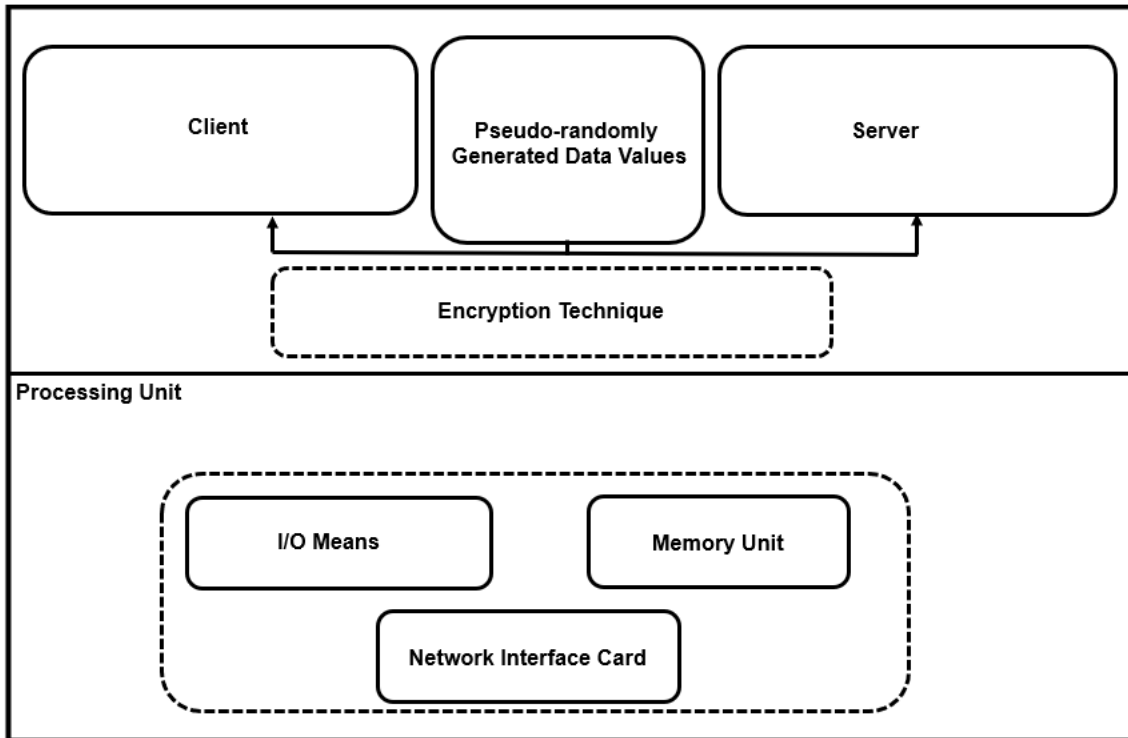 Client
Pseudo-randomly
Generated Data Values
Server
Encryption Technique
Processing Unit
I/O Means
Memory Unit
Network Interface Card